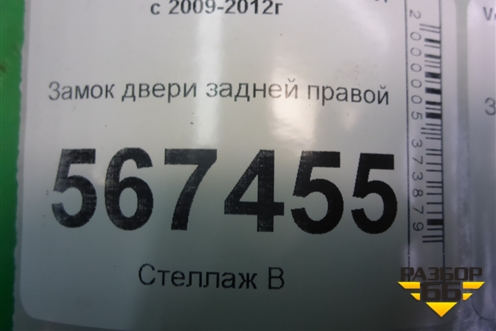 с 2009-2012г
Замок двери задней правой
567455
Стеллаж В
2000005373879
РАЗБОР
66